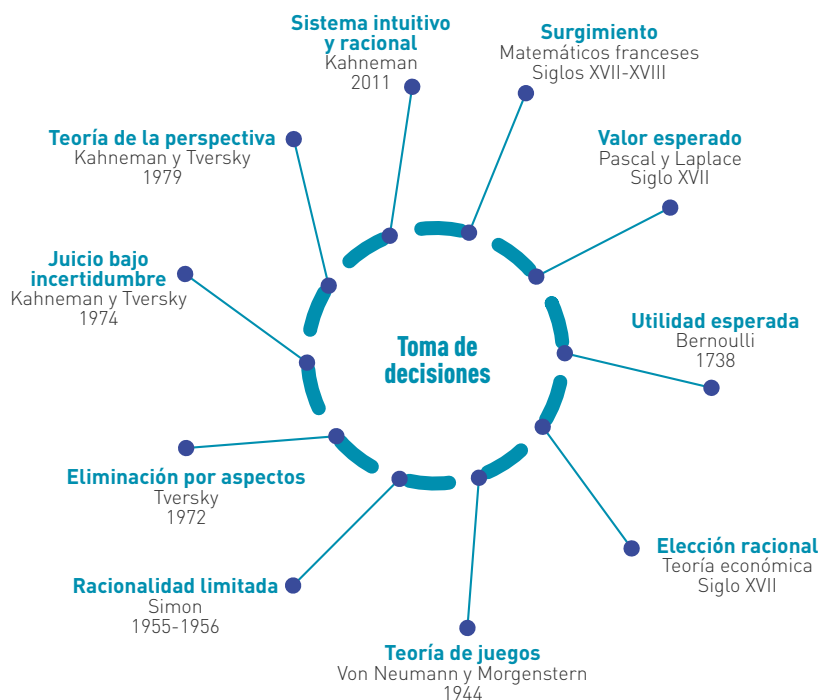 Sistema intuitivo
y racional
Kahneman
2011
Surgimiento
Matemáticos franceses
Siglos XVII-XVIII
Valor esperado
Pascal y Laplace
Siglo XVII
Utilidad esperada
Bernoulli
1738
Elección racional
Teoría económica
Siglo XVII
Teoría de juegos
Von Neumann y Morgenstern
1944
Racionalidad limitada
Simon
1955-1956
Eliminación por aspectos
Tversky
1972
Juicio bajo
incertidumbre
Kahneman y Tversky
1974
Teoría de la perspectiva
Kahneman y Tversky
1979
Toma de
decisiones